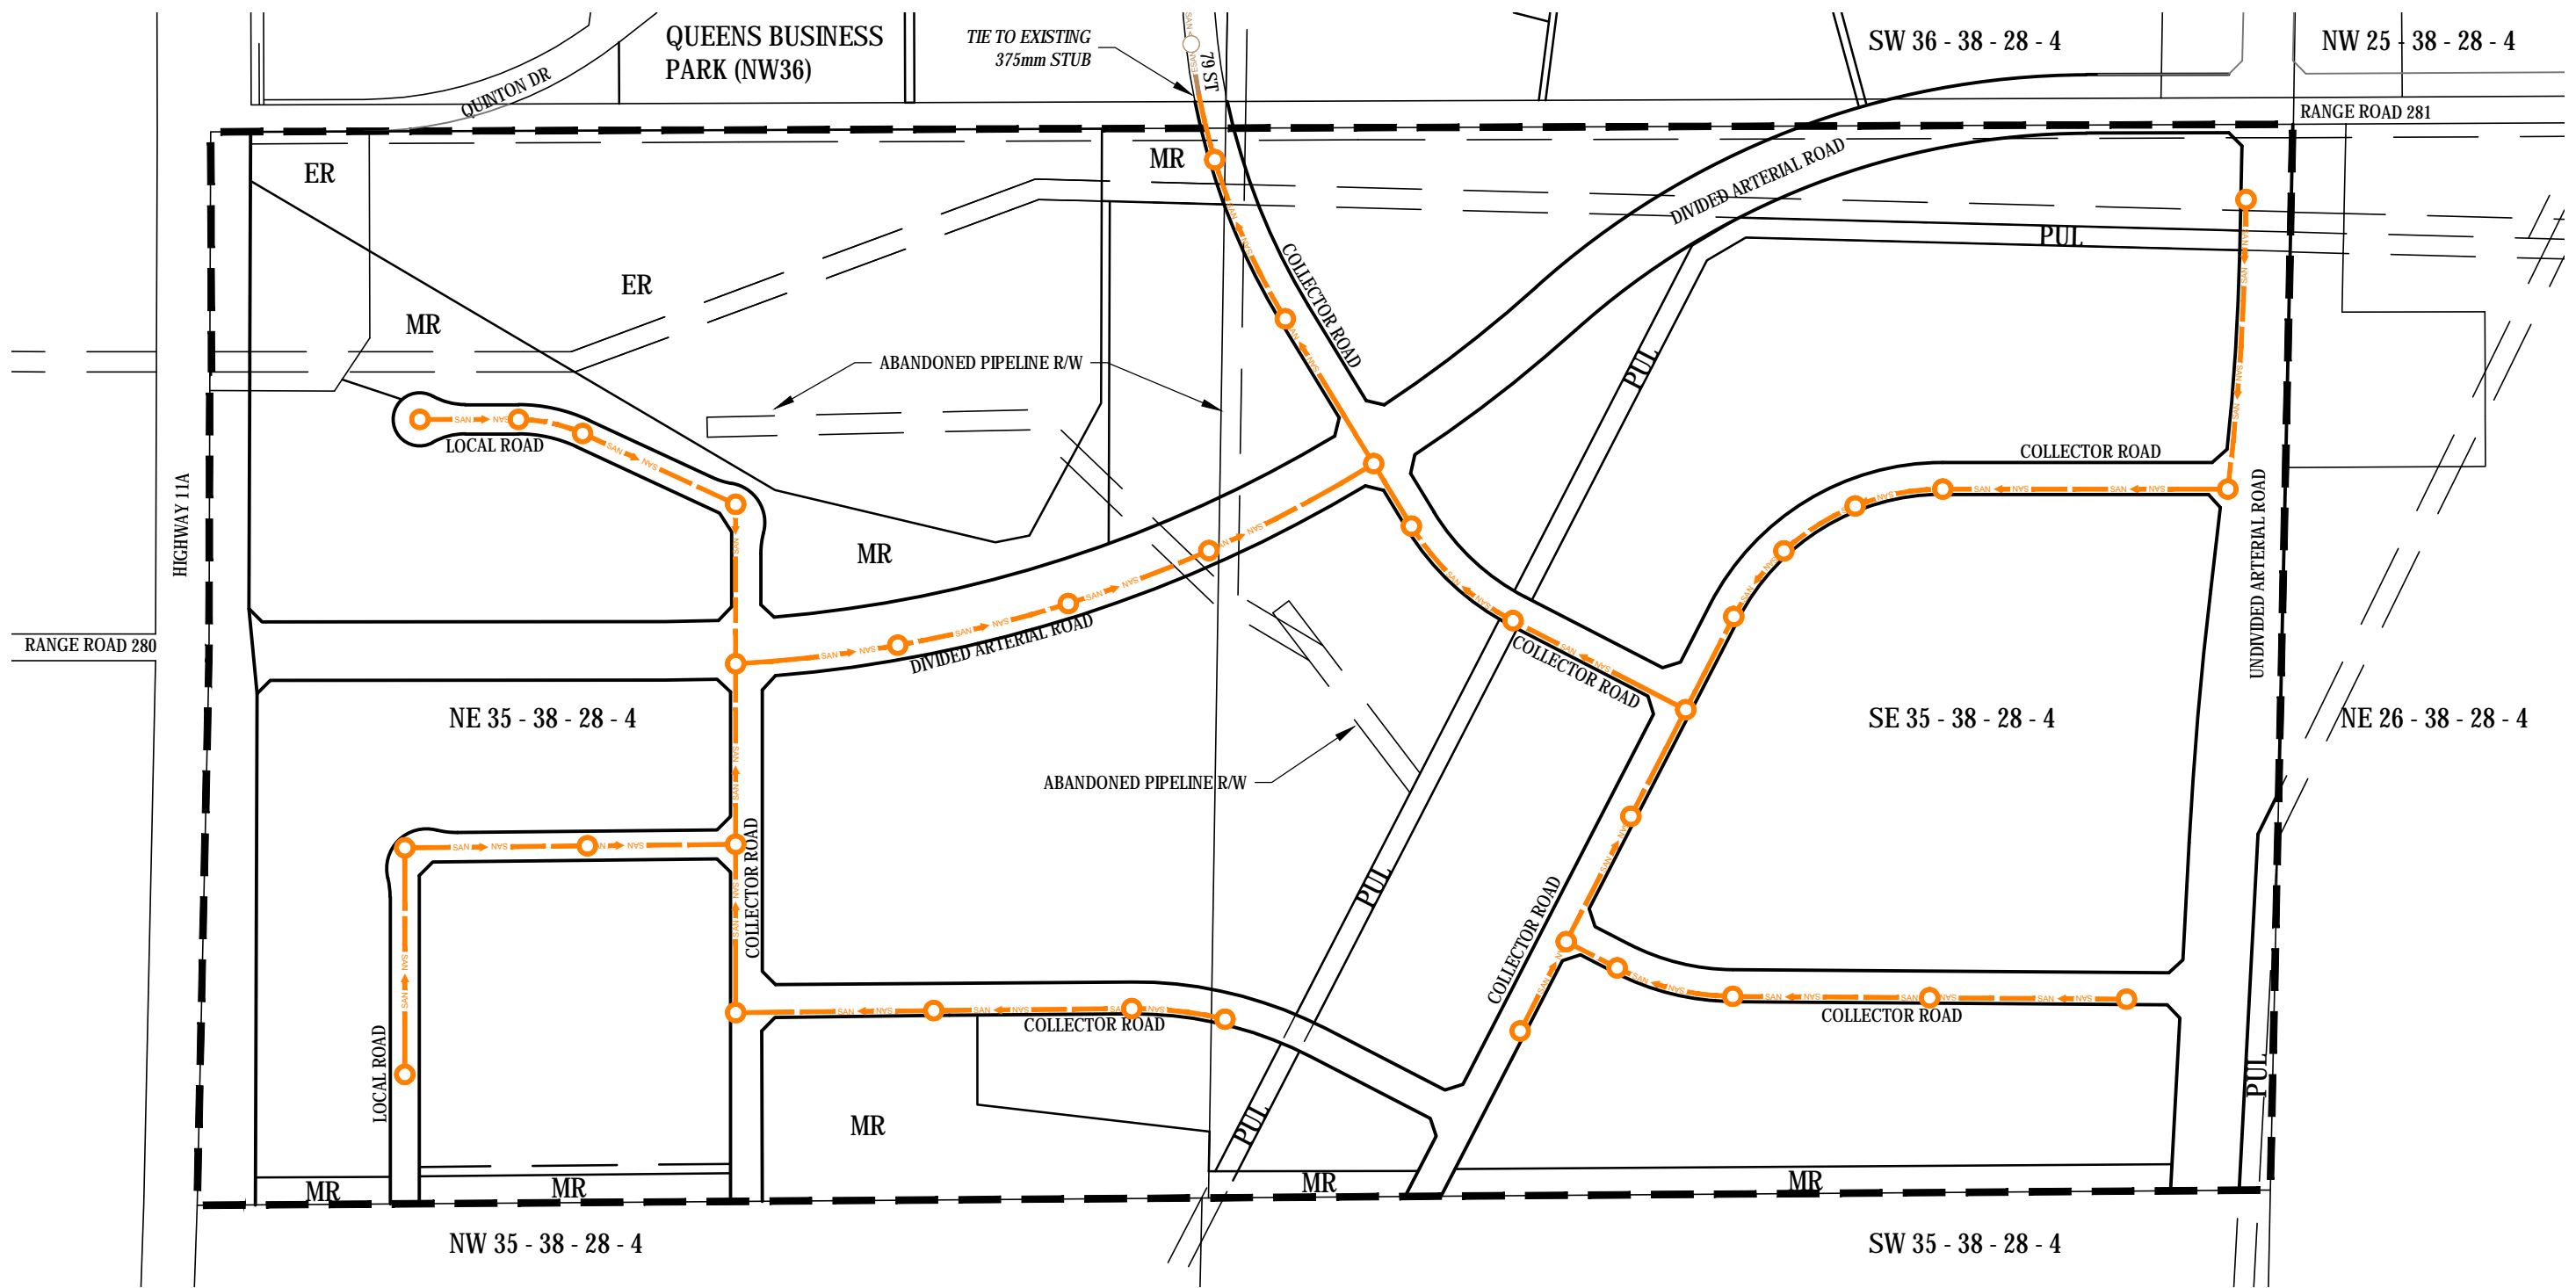 QUEENS BUSINESS
PARK (NW36)
TIE TO EXISTING
375mm STUB
SAN
ESAN
79 ST
SW 36 - 38 - 28 - 4
NW 25 - 38 - 28 - 4
QUINTON DR
RANGE ROAD 281
ER
MR
DIVIDED ARTERIAL ROAD
PUL
ER
COLLECTOR ROAD
MR
ABANDONED PIPELINE R/W
PUL
LOCAL ROAD
COLLECTOR ROAD
HIGHWAY 11A
MR
UNDIVIDED ARTERIAL ROAD
RANGE ROAD 280
DIVIDED ARTERIAL ROAD
COLLECTOR ROAD
NE 35 - 38 - 28 - 4
SE 35 - 38 - 28 - 4
NE 26 - 38 - 28 - 4
ABANDONED PIPELINE R/W
COLLECTOR ROAD
PUL
COLLECTOR ROAD
COLLECTOR ROAD
COLLECTOR ROAD
LOCAL ROAD
PUL
MR
PUL
MR
MR
MR
MR
NW 35 - 38 - 28 - 4
SW 35 - 38 - 28 - 4